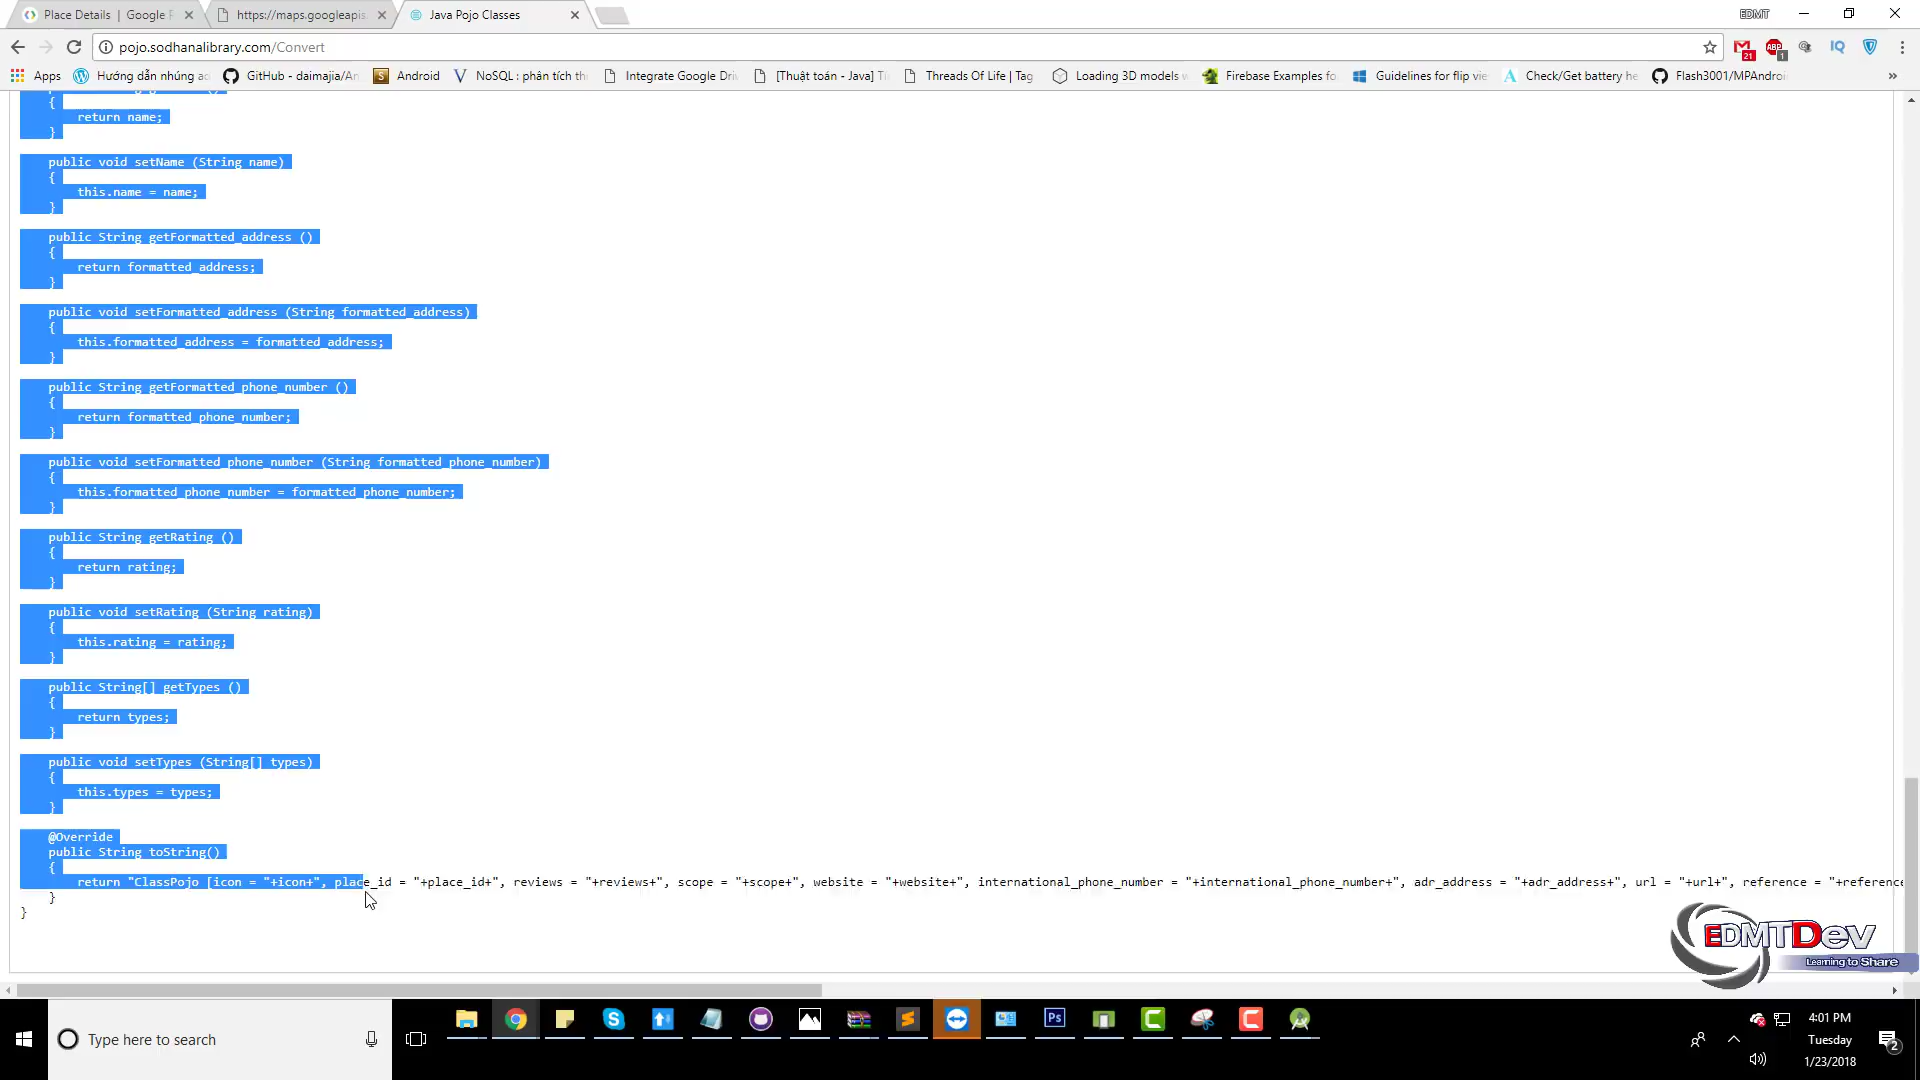 Place Details | Google P
https://maps.googleapis.
Java Pojo Classes
EDMT
pojo.sodhanalibrary.com/Convert
21
ABP
1
IQ
Apps
Hướng dẫn nhúng
GitHub - daimajia/An
Android
NoSQL : phân tích th
Integrate Google Dri
[Thuật toán - Java] T
Threads Of Life | Tag
Loading 3D models
Firebase Examples fo
Guidelines for flip vie
Check/Get battery he
Flash3001/MPAndroi
»
{
return name;
}
public void setName (String name)
{
this.name = name;
}
public String getFormatted_address ()
{
return formatted_address;
}
public void setFormatted_address (String formatted_address)
{
this.formatted_address = formatted_address;
}
public String getFormatted_phone_number ()
{
return formatted_phone_number;
}
public void setFormatted_phone_number (String formatted_phone_number)
{
this.formatted_phone_number = formatted_phone_number;
}
public String getRating ()
{
return rating;
}
public void setRating (String rating)
{
this.rating = rating;
}
public String[] getTypes ()
{
return types;
}
public void setTypes (String[] types)
{
this.types = types;
}
@Override
public String toString()
{
return "ClassPojo [icon = "+icon+", place_id = "+place_id+", reviews = "+reviews+", scope = "+scope+", website = "+website+", international_phone_number = "+international_phone_number+", adr_address = "+adr_address+", url = "+url+", reference = "+reference
}
}
EDMTDev
Learning to Share
Type here to search
Ps
4:01 PM
Tuesday
1/23/2018
2